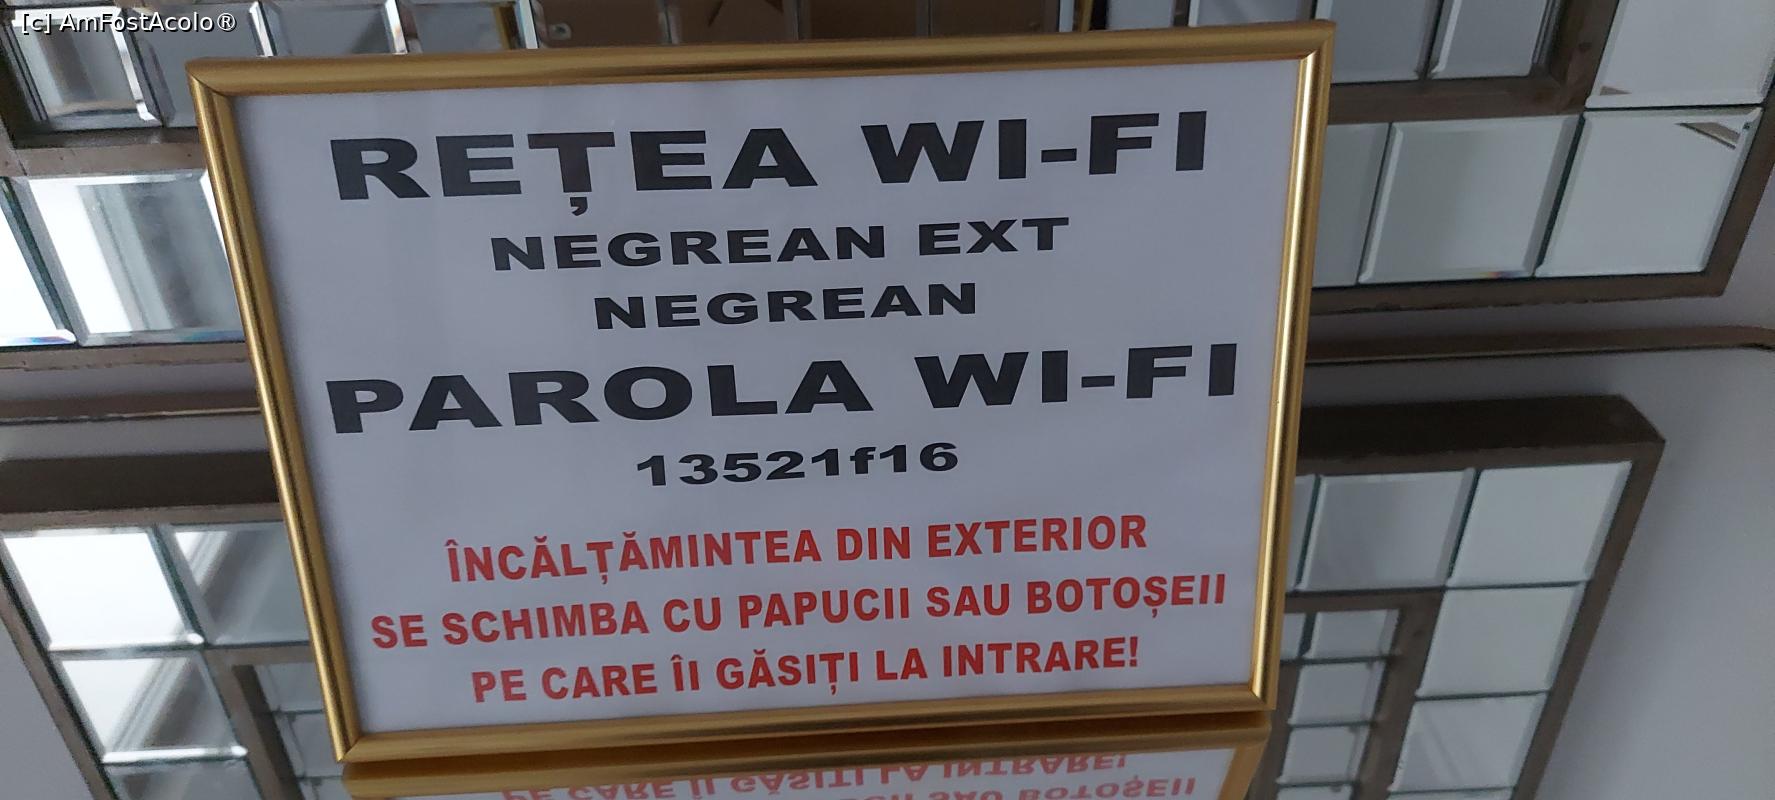 [c] AmFostAcolo®
REȚEA WI-FI
NEGREAN EXT
NEGREAN
PAROLA WI-FI
13521f16
ÎNCĂLȚĂMINTEA DIN EXTERIOR
SE SCHIMBA CU PAPUCII SAU BOTOȘEII
PE CARE ÎI GĂSIȚI LA INTRARE!